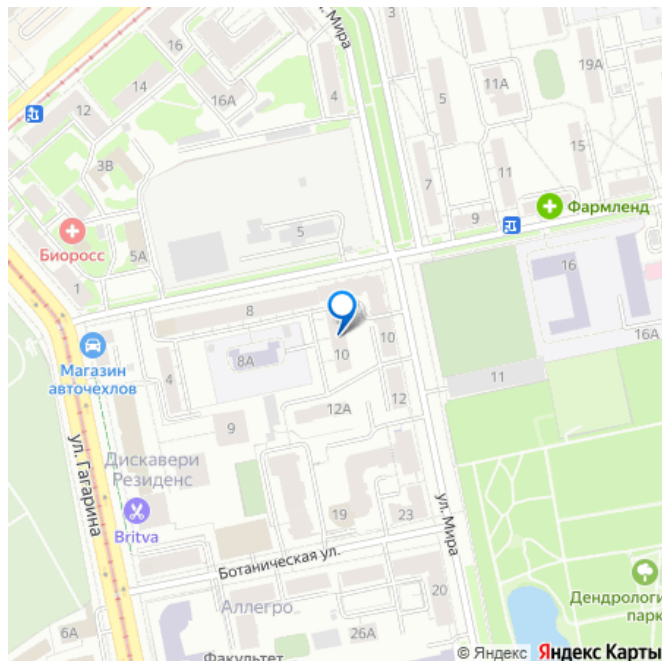 ул. Мира
3
16
14
16А
4
12
5
11А
19А
3В
15
11
7
9
Фармленд
5
Биоросс
5А
1
16
16А
8
Магазин
авточехлов
8А
10
10
4
11
12А
12
9
ул. Гагарина
Дискавери
Резиденс
Britva
19
23
ул. Мира
Ботаническая ул.
20
Аллегро
Дендрологи
парк
6А
26А
Факультет
© Яндекс Яндекс Карты